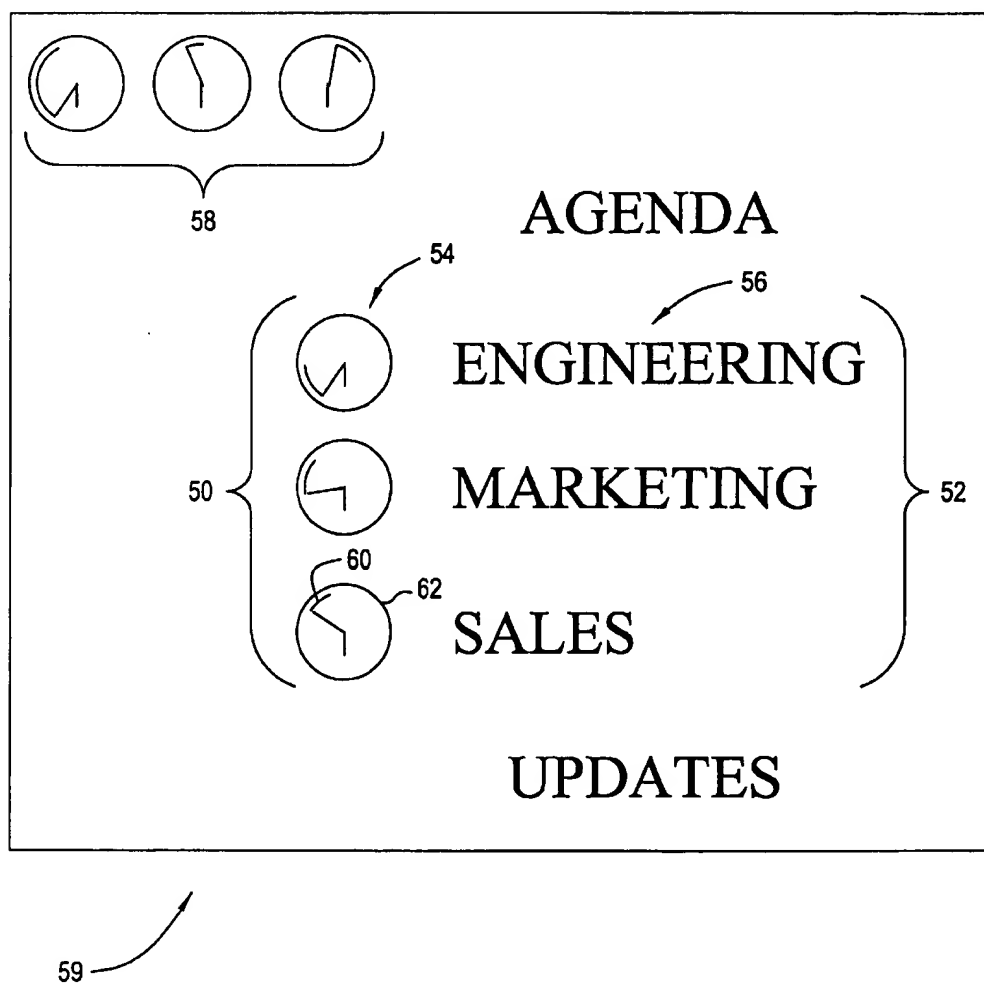 58
AGENDA
54
56
ENGINEERING
50
MARKETING
52
60
62
SALES
UPDATES
59